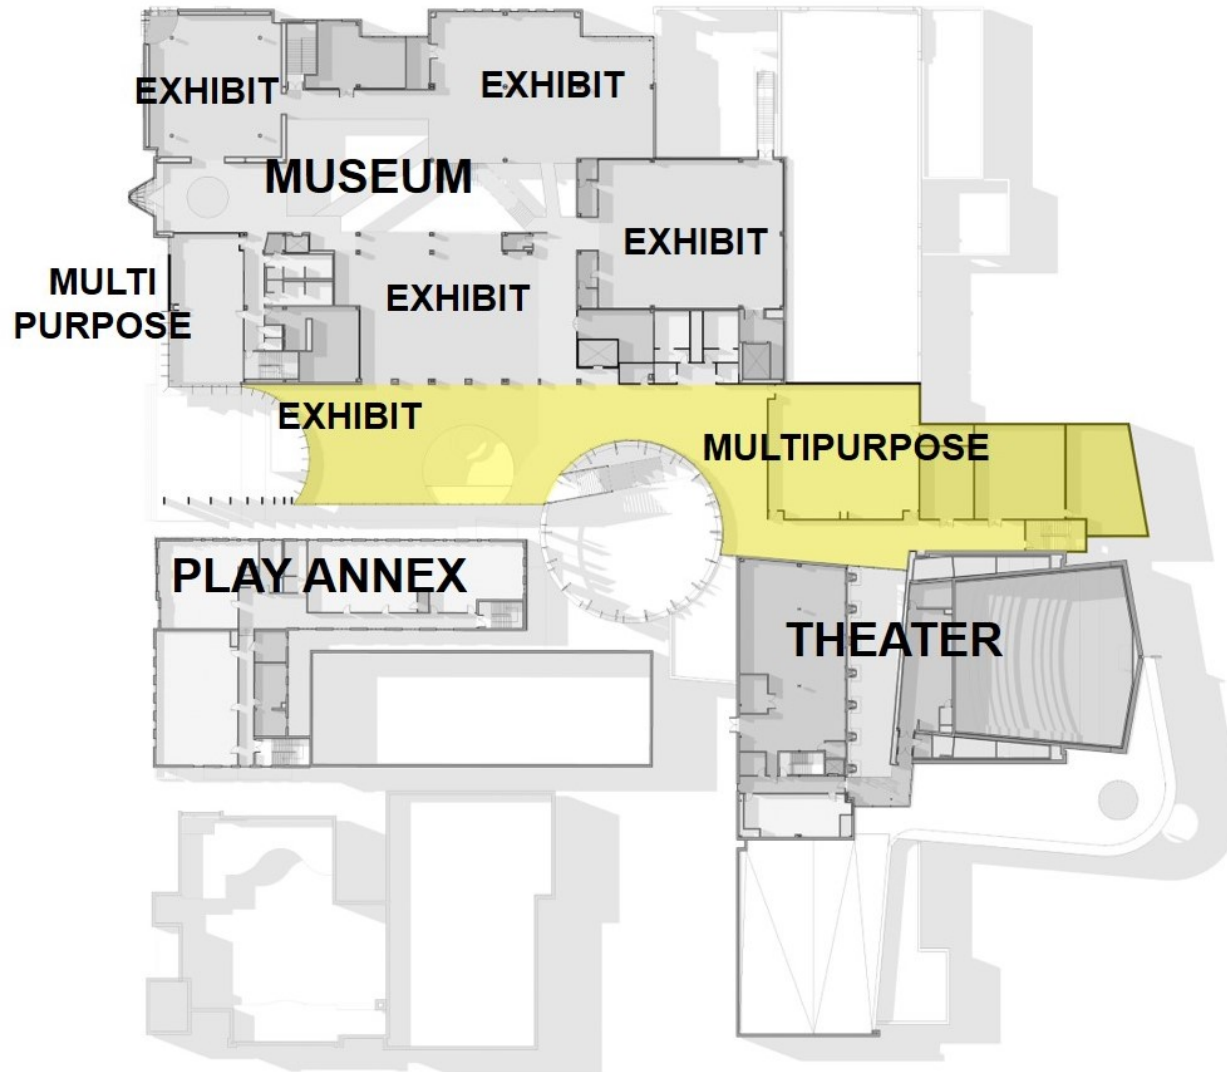 EXHIBIT
EXHIBIT
MUSEUM
EXHIBIT
MULTI
PURPOSE
EXHIBIT
EXHIBIT
MULTIPURPOSE
PLAY ANNEX
THEATER